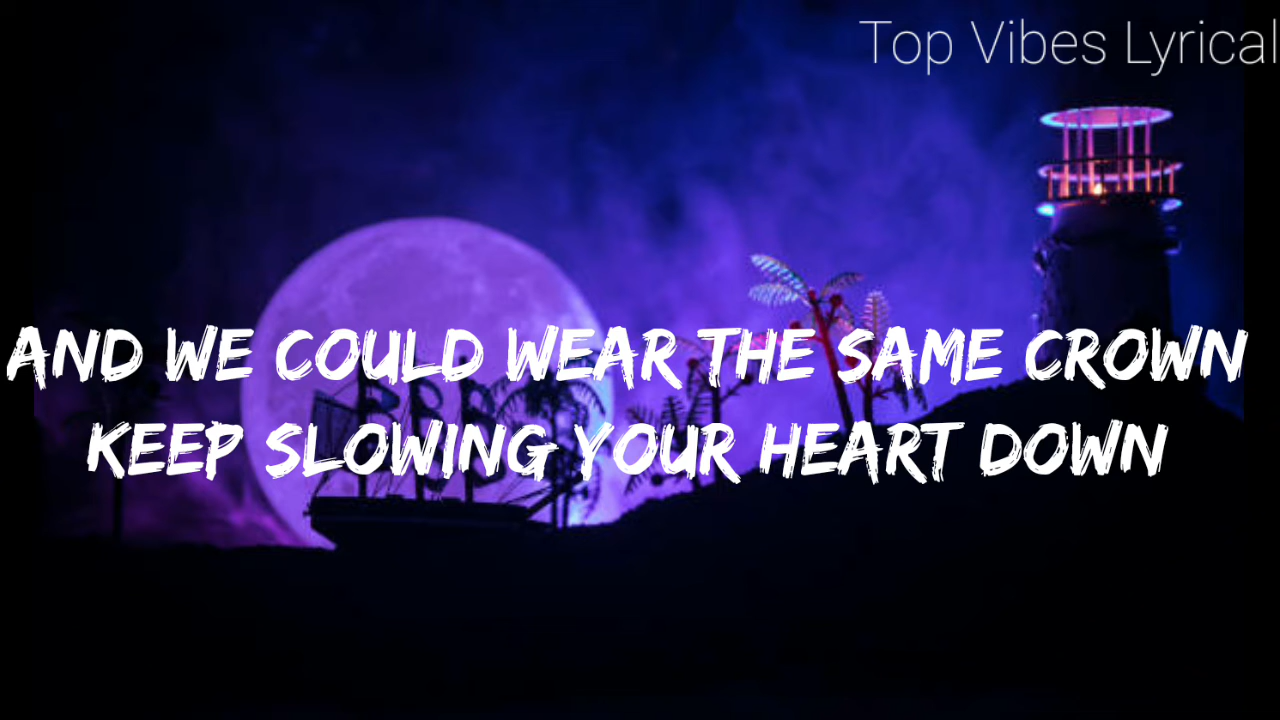 Top Vibes Lyrical
AND WE COULD WEAR THE SAME CROWN
KEEP SLOWING YOUR HEART DOWN